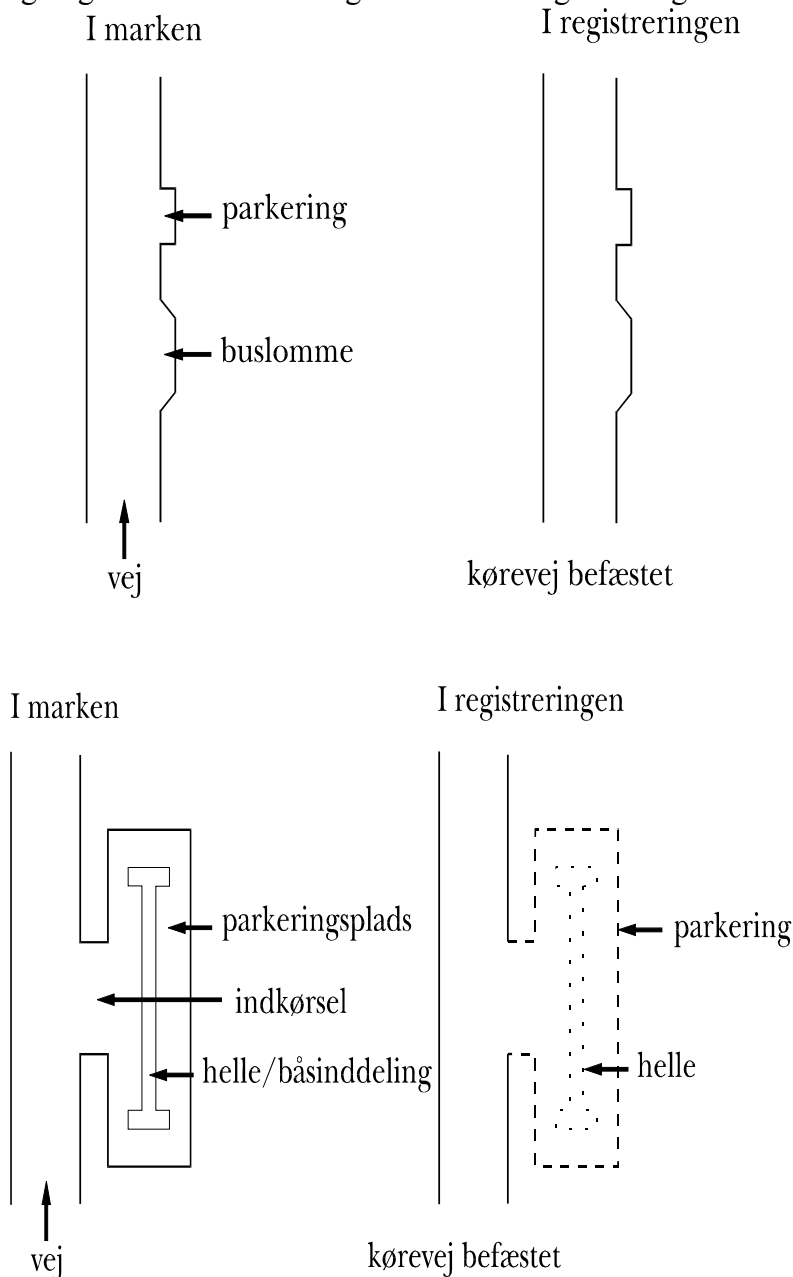 I marken
I registreringen
parkering
buslomme
vej
kørevej befæstet
I marken
I registreringen
parkeringsplads
parkering
indkørsel
helle/båsinddeling
helle
vej
kørevej befæstet